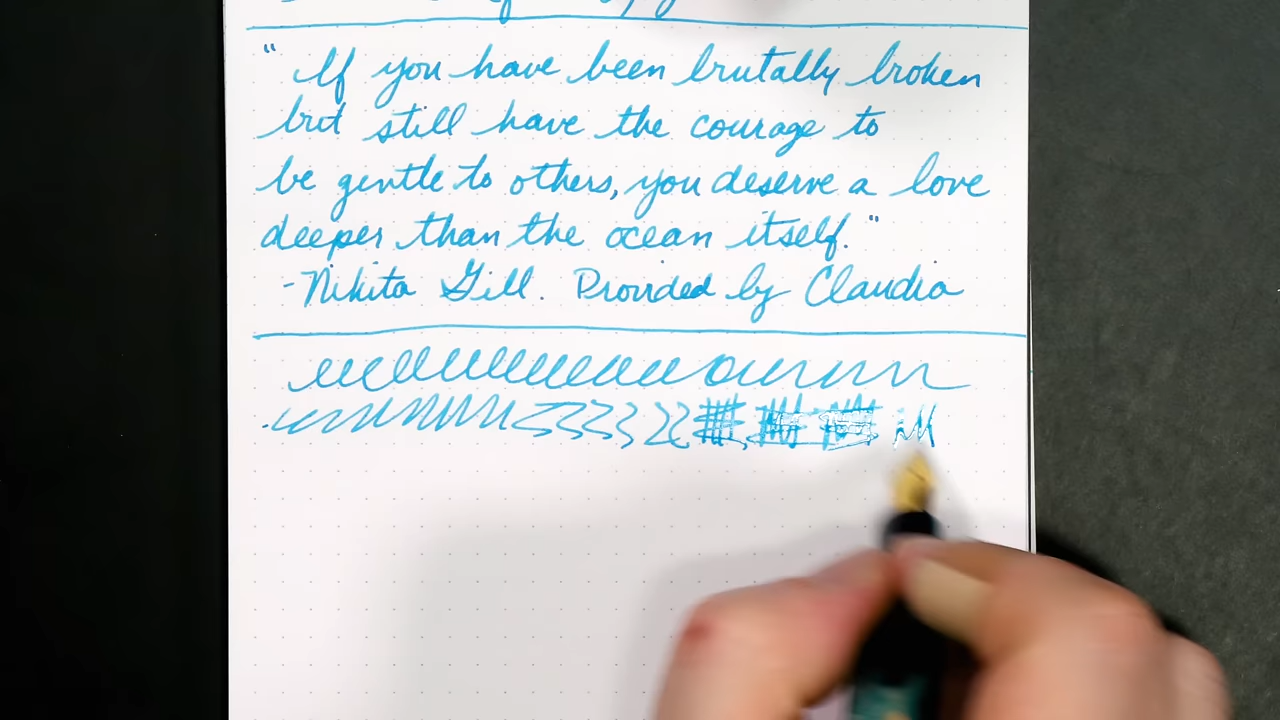 “If you have been brutally broken
but still have the courage to
be gentle to others, you deserve a love
deeper than the ocean itself."
-Nikita Gill. Provided by Claudia